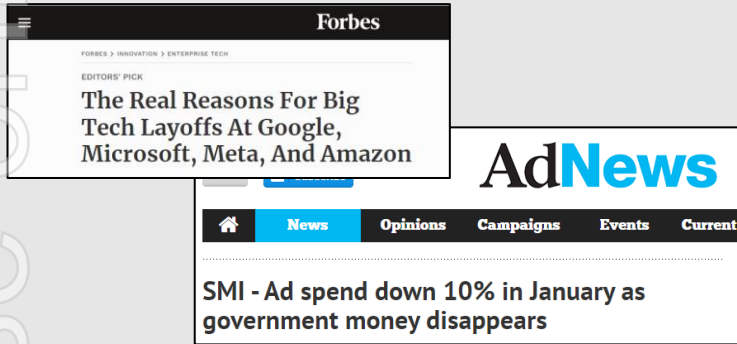 Forbes
FORBES > INNOVATION > ENTERPRISE TECH
EDITORS' PICK
The Real Reasons For Big
Tech Layoffs At Google,
Microsoft, Meta, And Amazon
AdNews
News Opinions Campaigns Events Current
SMI - Ad spend down 10% in January as
government money disappears